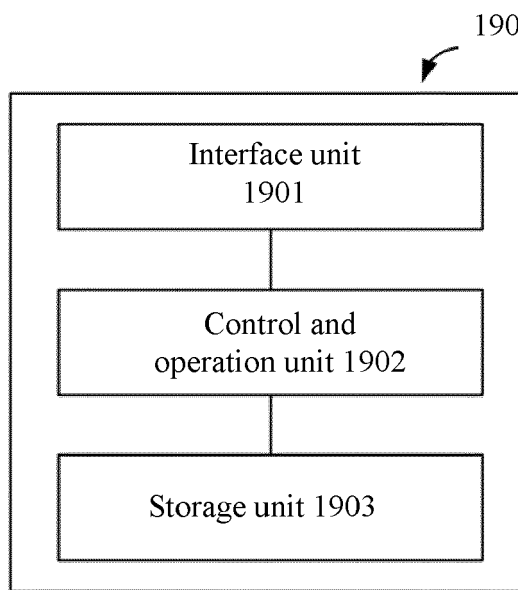 190
Interface unit
1901
Control and
operation unit 1902
Storage unit 1903